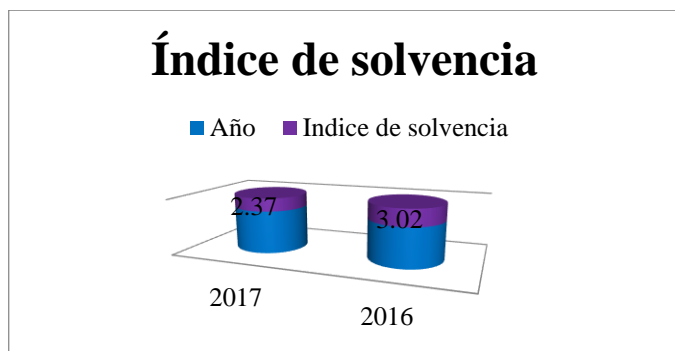 Índice de solvencia
Año Indice de solvencia
2.37 3.02
2017 2016